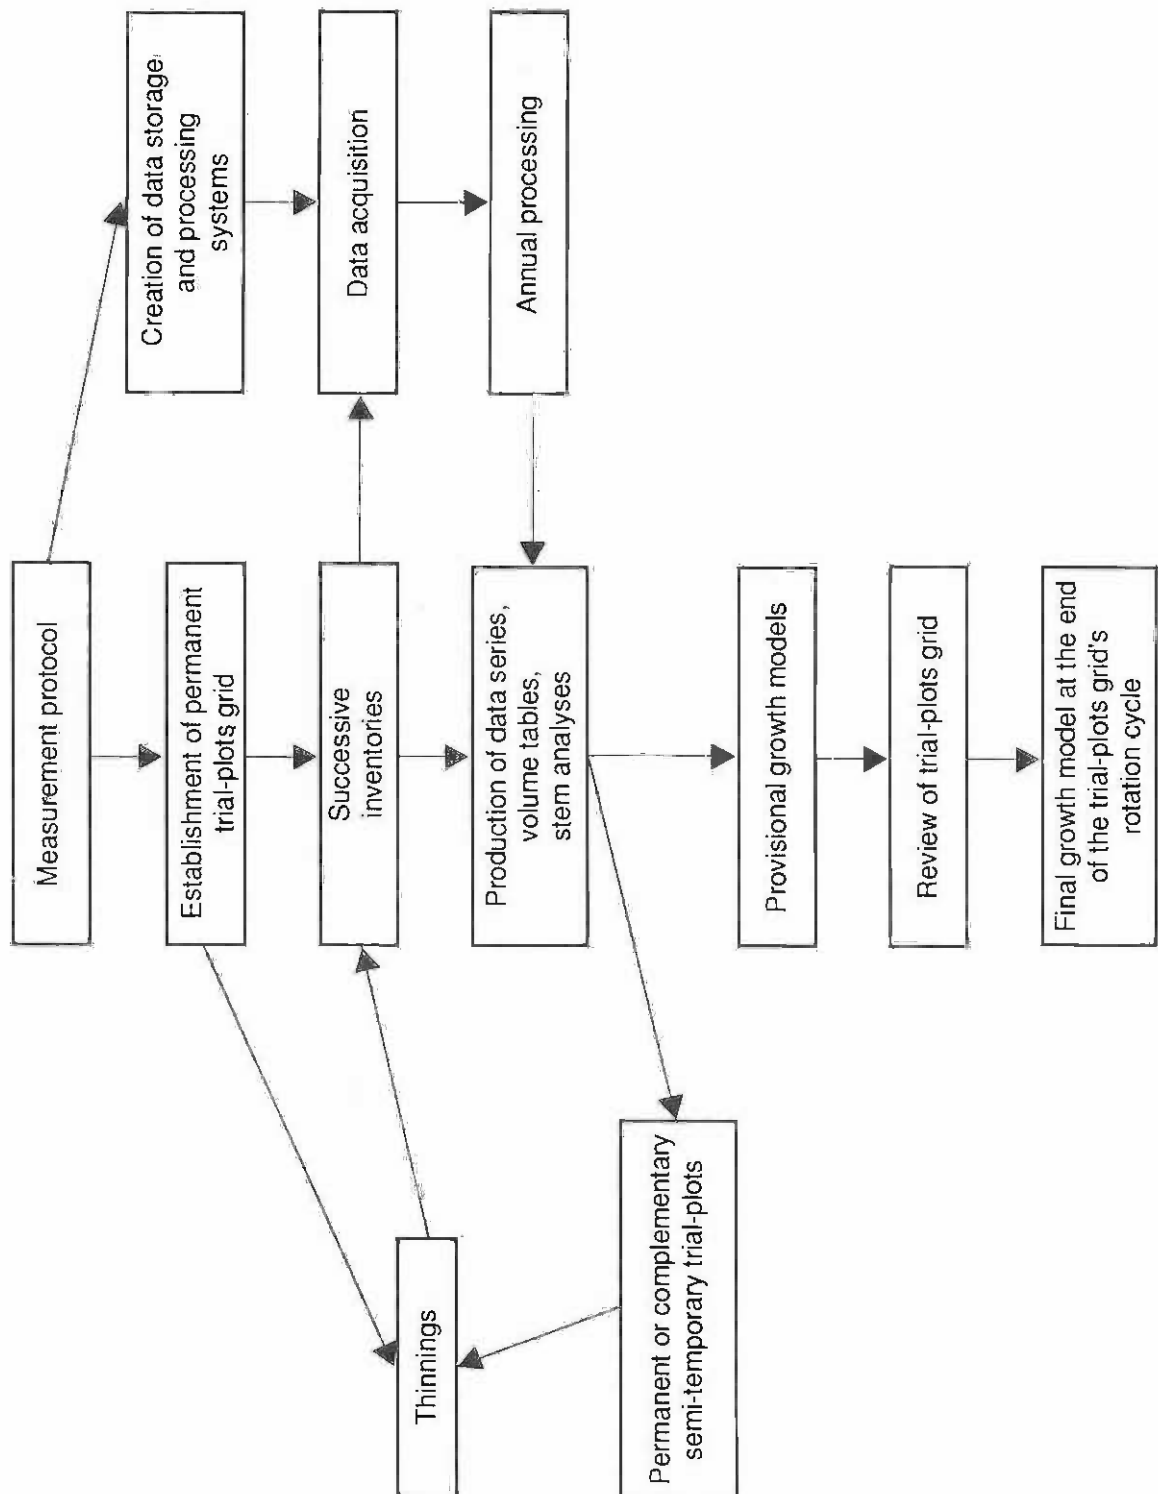 Measurement protocol
Establishment of permanent
trial-plots grid
Successive
inventories
Production of data series,
volume tables,
stem analyses
Provisional growth models
Review of trial-plots grid
Final growth model at the end
of the trial-plots grid's
rotation cycle
Creation of data storage
and processing
systems
Data acquisition
Annual processing
Thinnings
Permanent or complementary
semi-temporary trial-plots